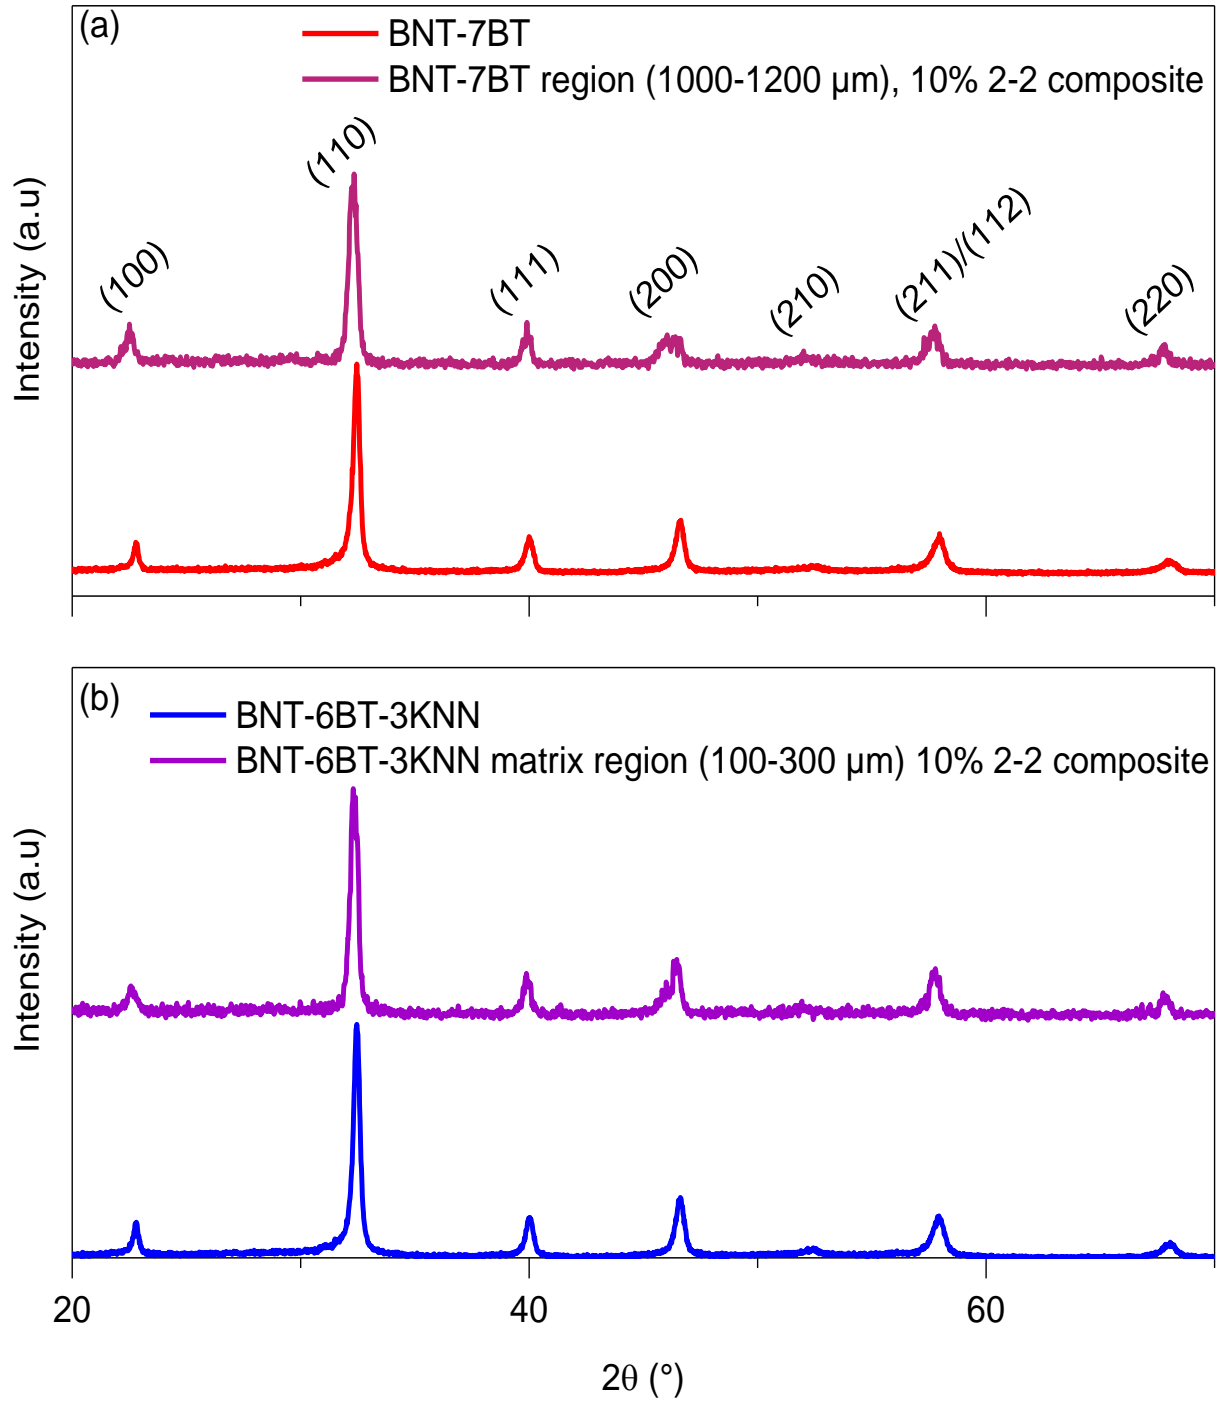 (a)
BNT-7BT
BNT-7BT region (1000-1200 µm), 10% 2-2 composite
(100)
(110)
(111)
(200)
(210)
(211)/(112)
(220)
Intensity (a.u)
(b)
BNT-6BT-3KNN
BNT-6BT-3KNN matrix region (100-300 µm) 10% 2-2 composite
Intensity (a.u)
20
40
60
2θ (°)